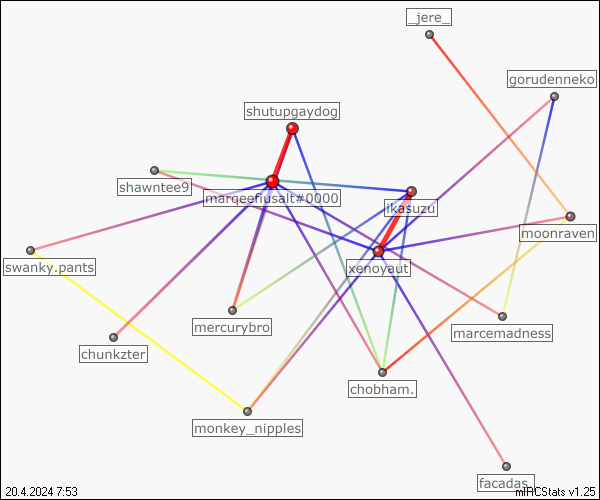 _jere_
gorudenneko
shutupgaydog
shawntee9
marqeefiusalt#0000
ikasuzu
moonraven
swanky.pants
xenoyaut
mercurybro
marcemadness
chunkzter
chobham.
monkey_nipples
facadas_
20.4.2024 7:53
mIRCStats v1.25